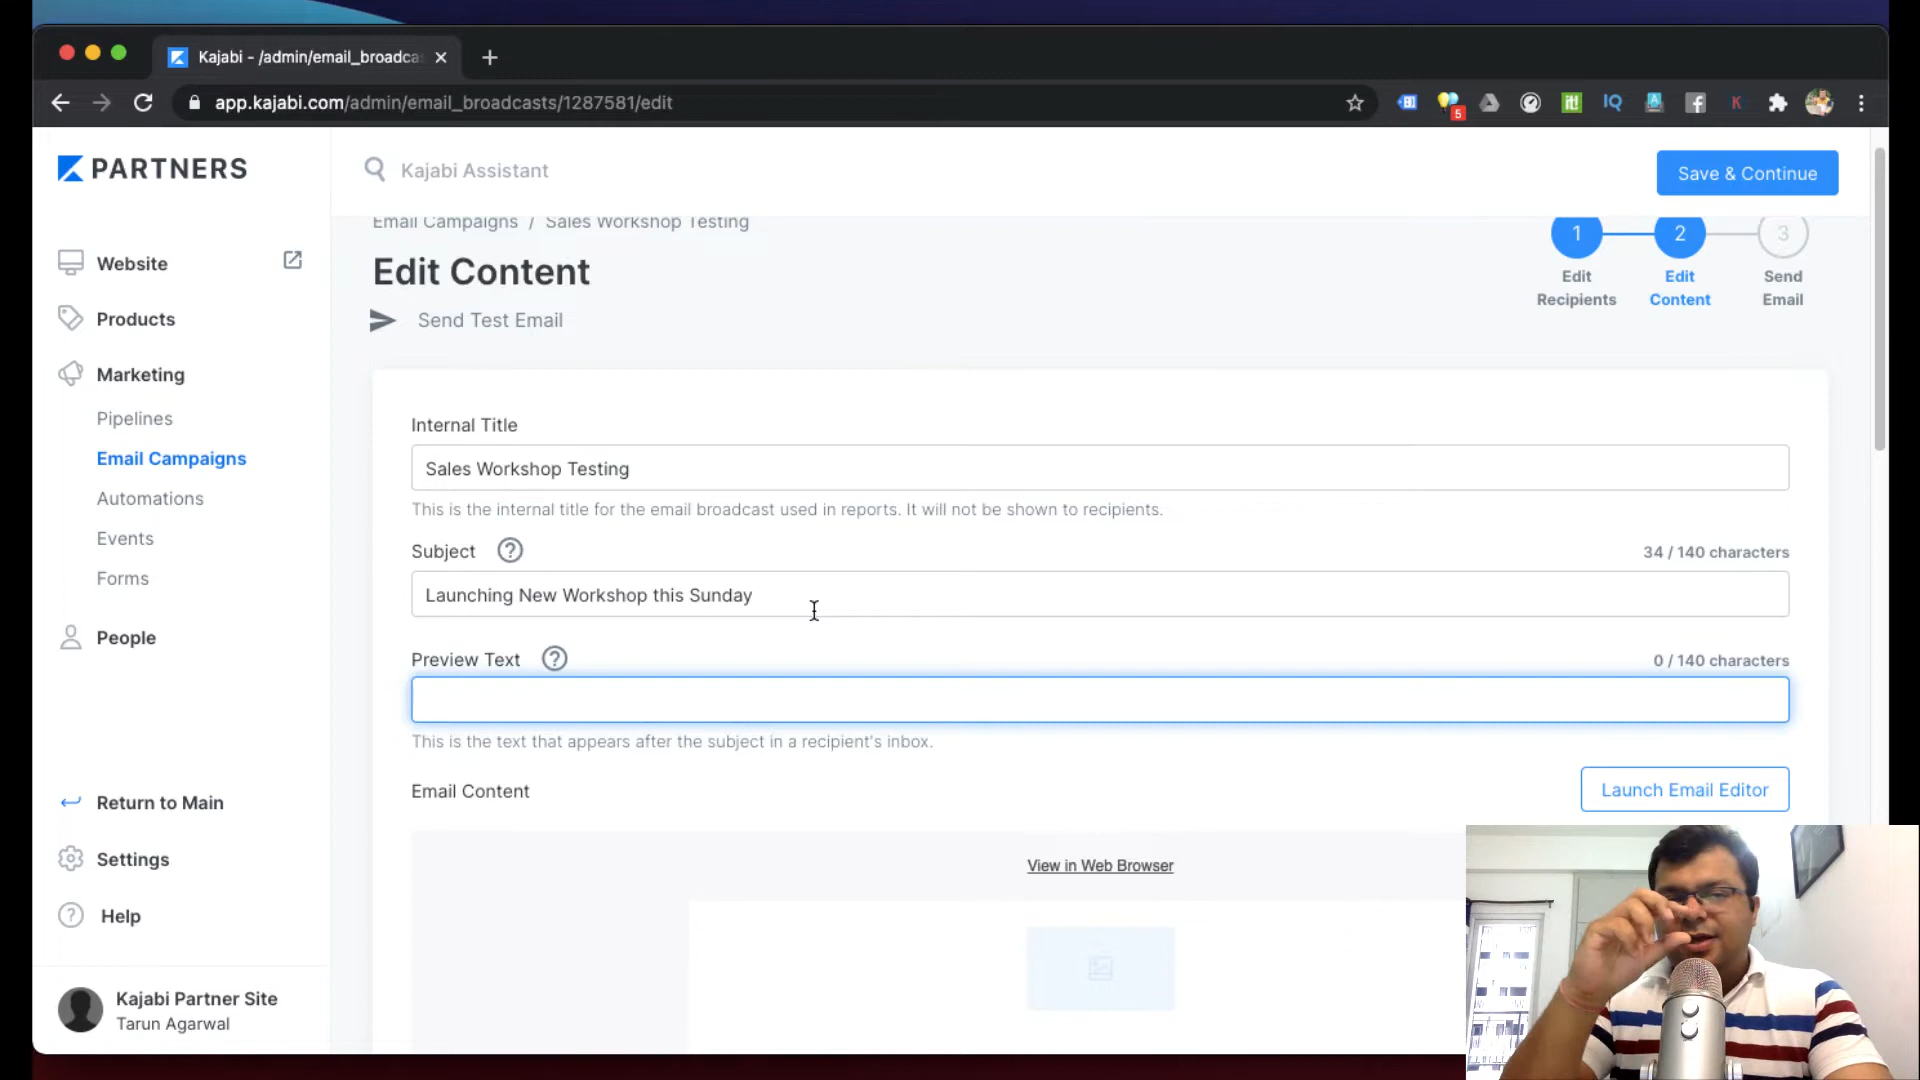 Kajabi - /admin/email_broadca
app.kajabi.com/admin/email_broadcasts/1287581/edit
5
it!
IQ
K
PARTNERS
Kajabi Assistant
Save & Continue
Website
Products
Marketing
Pipelines
Email Campaigns
Automations
Events
Forms
People
Return to Main
Settings
Help
Kajabi Partner Site
Tarun Agarwal
Email Campaigns / Sales Workshop Testing
Edit Content
Send Test Email
1
2
3
Edit
Recipients
Edit
Content
Send
Email
Internal Title
Sales Workshop Testing
This is the internal title for the email broadcast used in reports. It will not be shown to recipients.
Subject ?
34 / 140 characters
Launching New Workshop this Sunday
Preview Text ?
0 / 140 characters
This is the text that appears after the subject in a recipient's inbox.
Email Content
Launch Email Editor
View in Web Browser